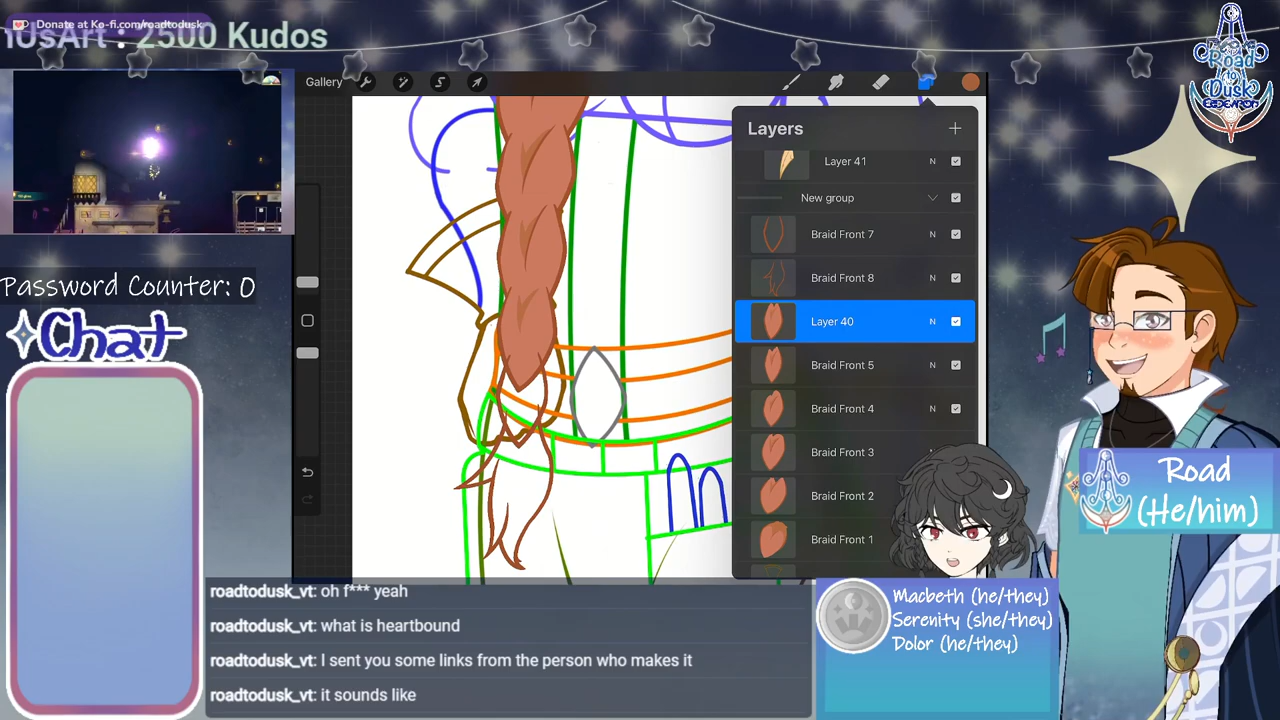 Donate at Ko-fi.com/roadtodusk
: 2500 Kudos
Gallery
Layers
Layer 41 N
New group
Braid Front 7 N
Braid Front 8 N
Layer 40 N
Braid Front 5 N
Braid Front 4 N
Braid Front 3
Braid Front 2
Braid Front 1
Road
to
Dusk
Password Counter: 0
Chat
Road
(He/him)
roadtodusk_vt: oh f*** yeah
roadtodusk_vt: what is heartbound
roadtodusk_vt: I sent you some links from the person who makes it
roadtodusk_vt: it sounds like
Macbeth (he/they)
Serenity (she/they)
Dolor (he/they)